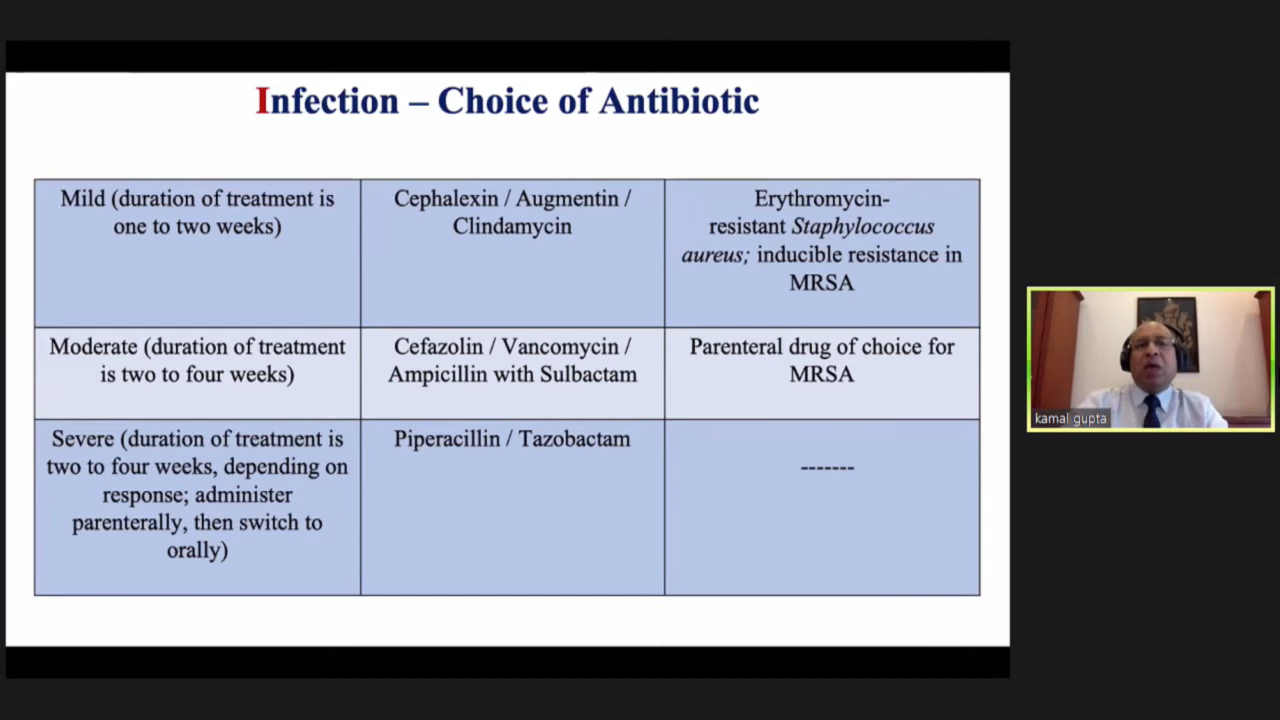 Infection – Choice of Antibiotic
Mild (duration of treatment is
one to two weeks)
Cephalexin / Augmentin /
Clindamycin
Erythromycin-
resistant Staphylococcus
aureus; inducible resistance in
MRSA
Moderate (duration of treatment
is two to four weeks)
Cefazolin / Vancomycin /
Ampicillin with Sulbactam
Parenteral drug of choice for
MRSA
Severe (duration of treatment is
two to four weeks, depending on
response; administer
parenterally, then switch to
orally)
Piperacillin / Tazobactam
-------
kamal gupta